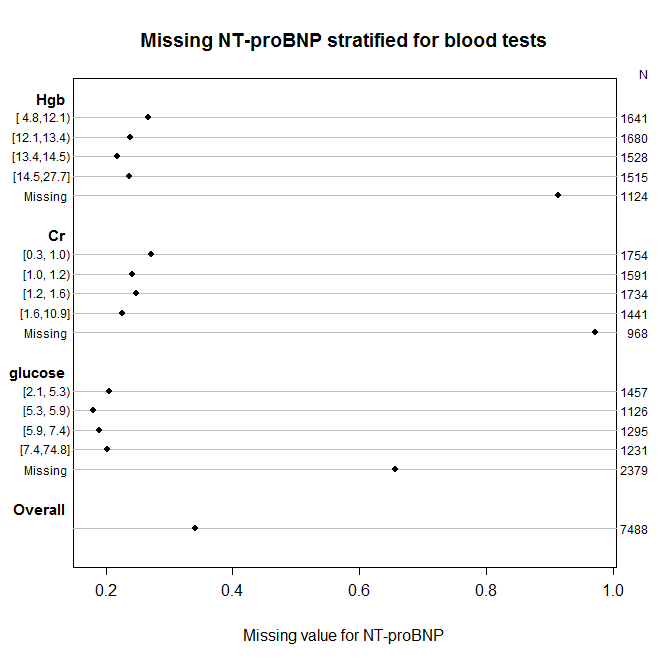 Missing NT-proBNP stratified for blood tests
N
Hgb
[ 4.8,12.1) 1641
[12.1,13.4) 1680
[13.4,14.5) 1528
[14.5,27.7] 1515
Missing 1124
Cr
[0.3, 1.0) 1754
[1.0, 1.2) 1591
[1.2, 1.6) 1734
[1.6,10.9] 1441
Missing 968
glucose
[2.1, 5.3) 1457
[5.3, 5.9) 1126
[5.9, 7.4) 1295
[7.4,74.8] 1231
Missing 2379
Overall
7488
0.2 0.4 0.6 0.8 1.0
Missing value for NT-proBNP